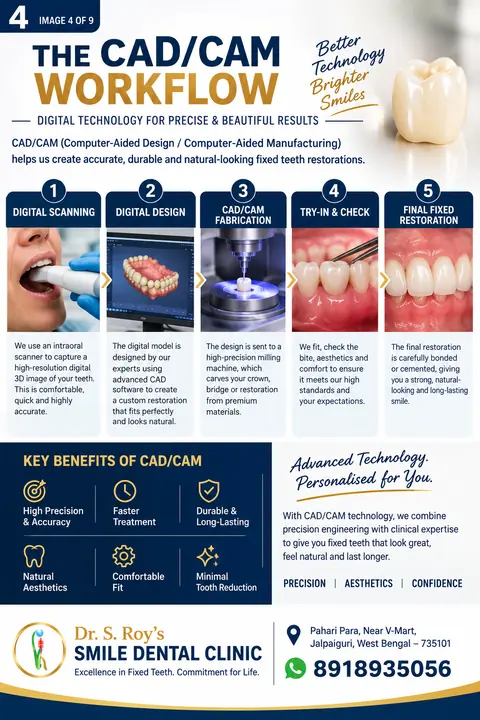 4
IMAGE 4 OF 9
THE CAD/CAM
WORKFLOW
DIGITAL TECHNOLOGY FOR PRECISE & BEAUTIFUL RESULTS
Better
Technology
Brighter
Smiles
CAD/CAM (Computer-Aided Design / Computer-Aided Manufacturing)
helps us create accurate, durable and natural-looking fixed teeth restorations.
1
DIGITAL SCANNING
We use an intraoral
scanner to capture a
high-resolution digital
3D image of your teeth.
This is comfortable,
quick and highly
accurate.
2
DIGITAL DESIGN
The digital model is
designed by our
experts using
advanced CAD
software to create
a custom restoration
that fits perfectly
and looks natural.
3
CAD/CAM
FABRICATION
The design is sent to a
high-precision milling
machine, which
carves your crown,
bridge or restoration
from premium
materials.
4
TRY-IN & CHECK
We fit, check the
bite, aesthetics and
comfort to ensure
it meets our high
standards and
your expectations.
5
FINAL FIXED
RESTORATION
The final restoration
is carefully bonded
or cemented, giving
you a strong, natural-
looking and long-lasting
smile.
KEY BENEFITS OF CAD/CAM
High Precision
& Accuracy
Faster
Treatment
Durable &
Long-Lasting
Natural
Aesthetics
Comfortable
Fit
Minimal
Tooth Reduction
Advanced Technology.
Personalised for You.
With CAD/CAM technology, we combine
precision engineering with clinical expertise
to give you fixed teeth that look great,
feel natural and last longer.
PRECISION | AESTHETICS | CONFIDENCE
Dr. S. Roy's
SMILE DENTAL CLINIC
Excellence in Fixed Teeth. Commitment for Life.
Pahari Para, Near V-Mart,
Jalpaiguri, West Bengal – 735101
8918935056